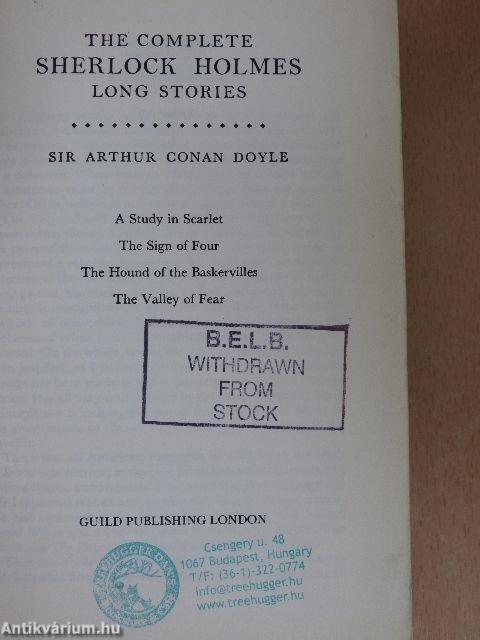 THE COMPLETE
SHERLOCK HOLMES
LONG STORIES
SIR ARTHUR CONAN DOYLE
A Study in Scarlet
The Sign of Four
The Hound of the Baskervilles
The Valley of Fear
B.E.L.B.
WITHDRAWN
FROM
STOCK
GUILD PUBLISHING LONDON
Csengery u. 48
1067 Budapest, Hungary
T/F: (36-1)-322-0774
info@treehugger.hu
www.treehugger.hu
Antikvárium.hu